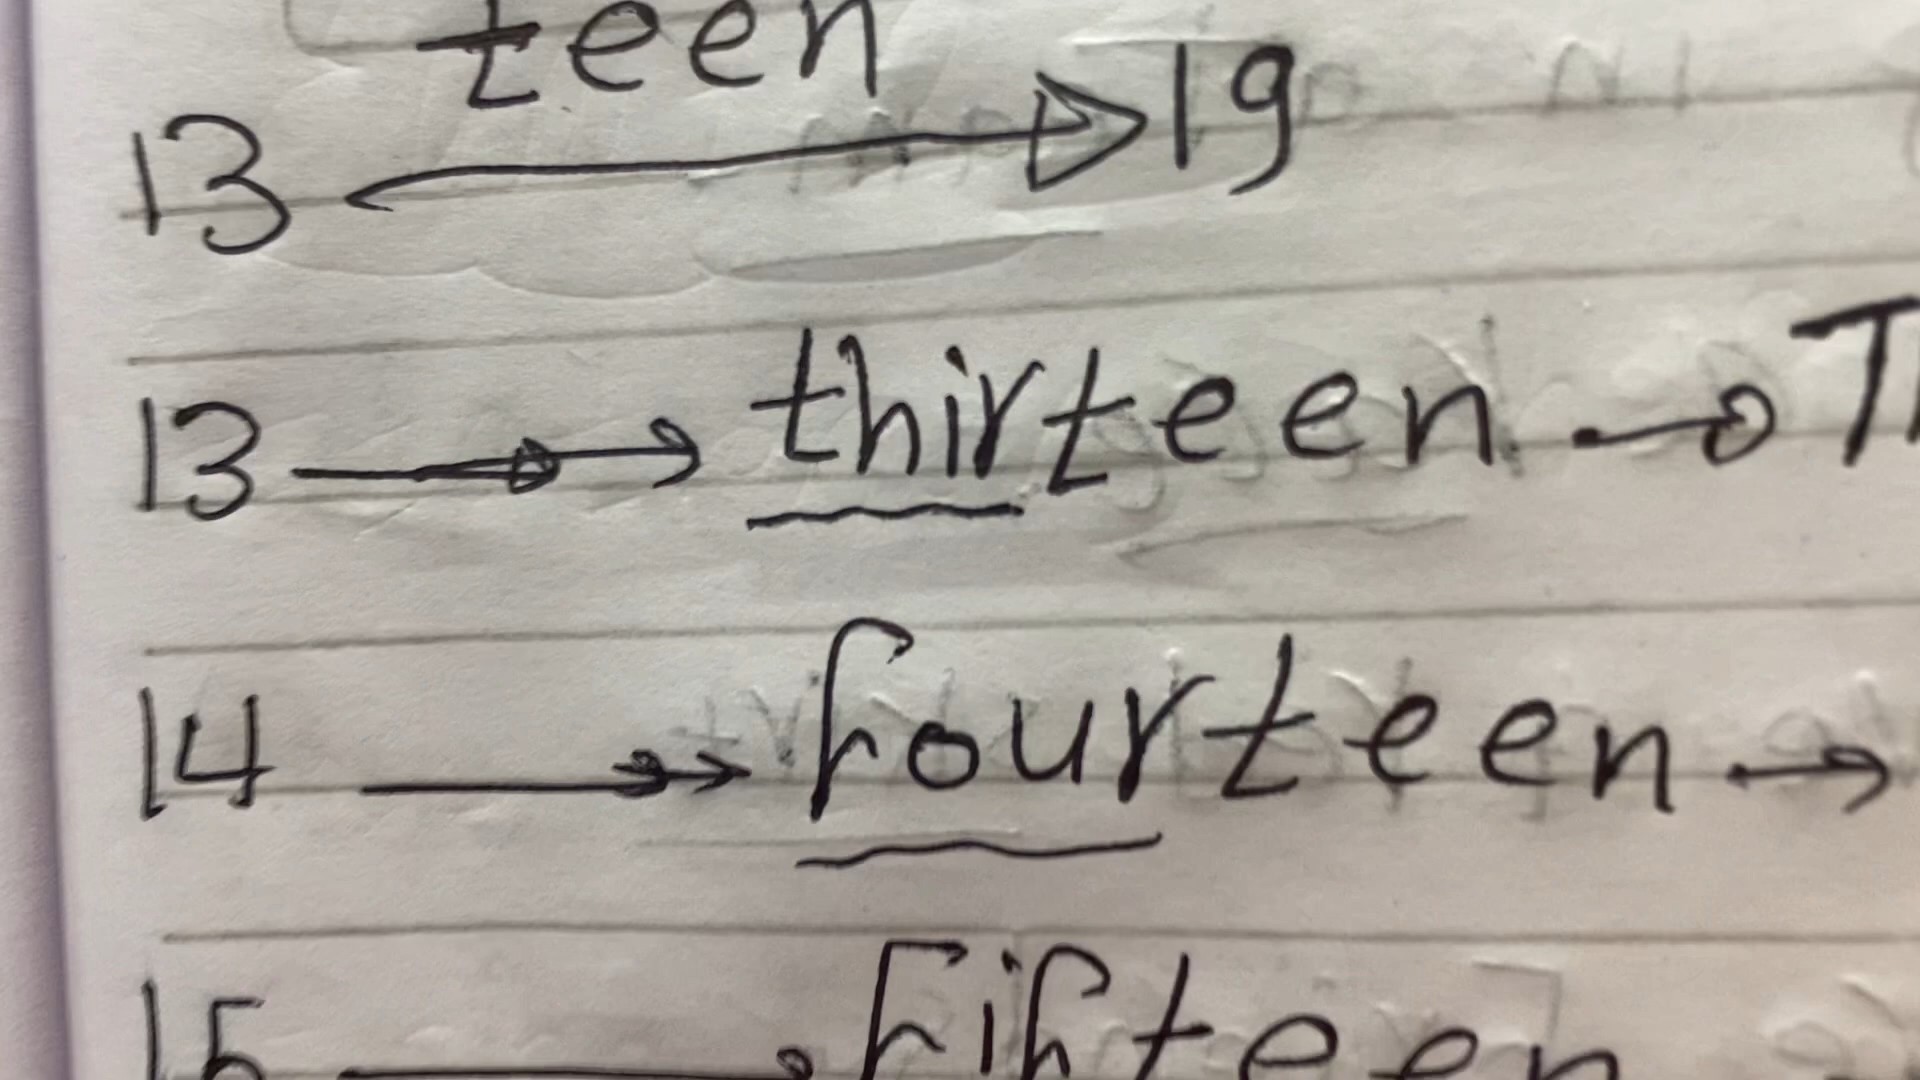 teen
13 ⟵⟶ 19
13 → thirteen → T
14 → fourteen →
15 → fifteen